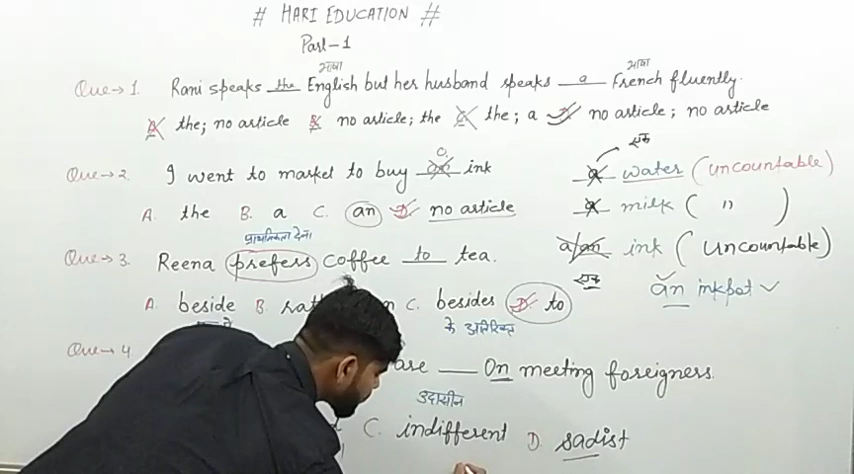 # HARI EDUCATION #
Part-1
भाषा भाषा
Que→ 1. Rani speaks the English but her husband speaks a French fluently.
A. the; no article B. no article; the C. the; a D. no article; no article
Que→ 2. I went to market to buy an ink
A. the B. a C. an D. no article
एक
a water (uncountable)
a milk ( " )
a/an ink (uncountable)
एक
an inkpot ✓
प्राथमिकता देना
Que→ 3. Reena prefers coffee to tea.
A. beside B. C. besides D. to
के अतिरिक्त
Que→ 4 are ___ On meeting foreigness.
उदासीन
C. indifferent D sadist